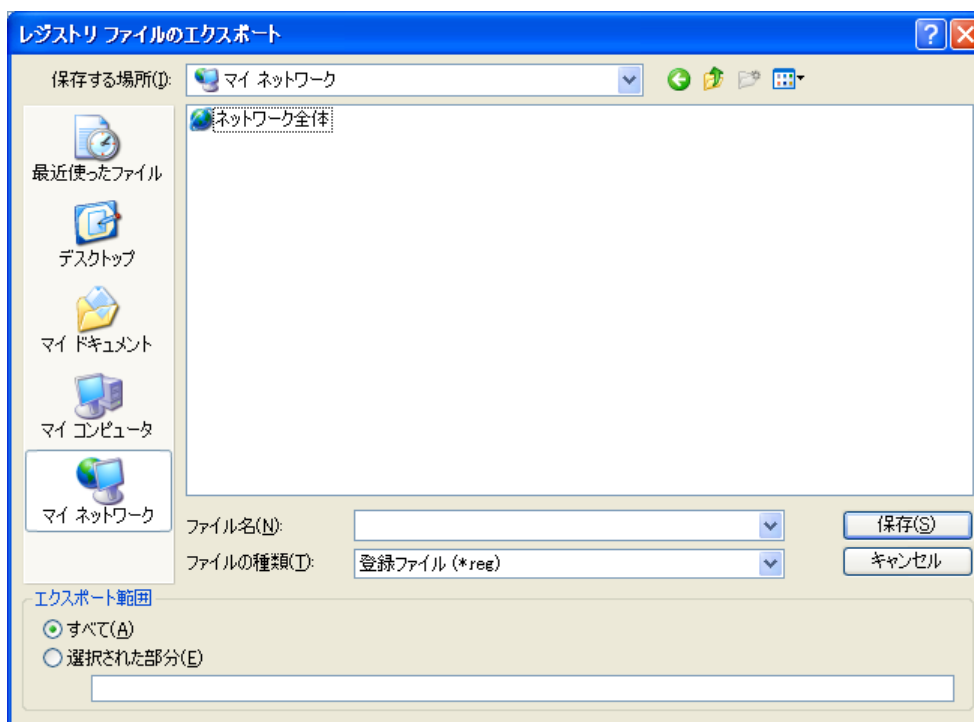 レジストリ ファイルのエクスポート
保存する場所(I):
マイ ネットワーク
ネットワーク全体
最近使ったファイル
デスクトップ
マイ ドキュメント
マイ コンピュータ
マイ ネットワーク
ファイル名(N):
保存(S)
ファイルの種類(T):
登録ファイル (*reg)
キャンセル
エクスポート範囲
すべて(A)
選択された部分(E)